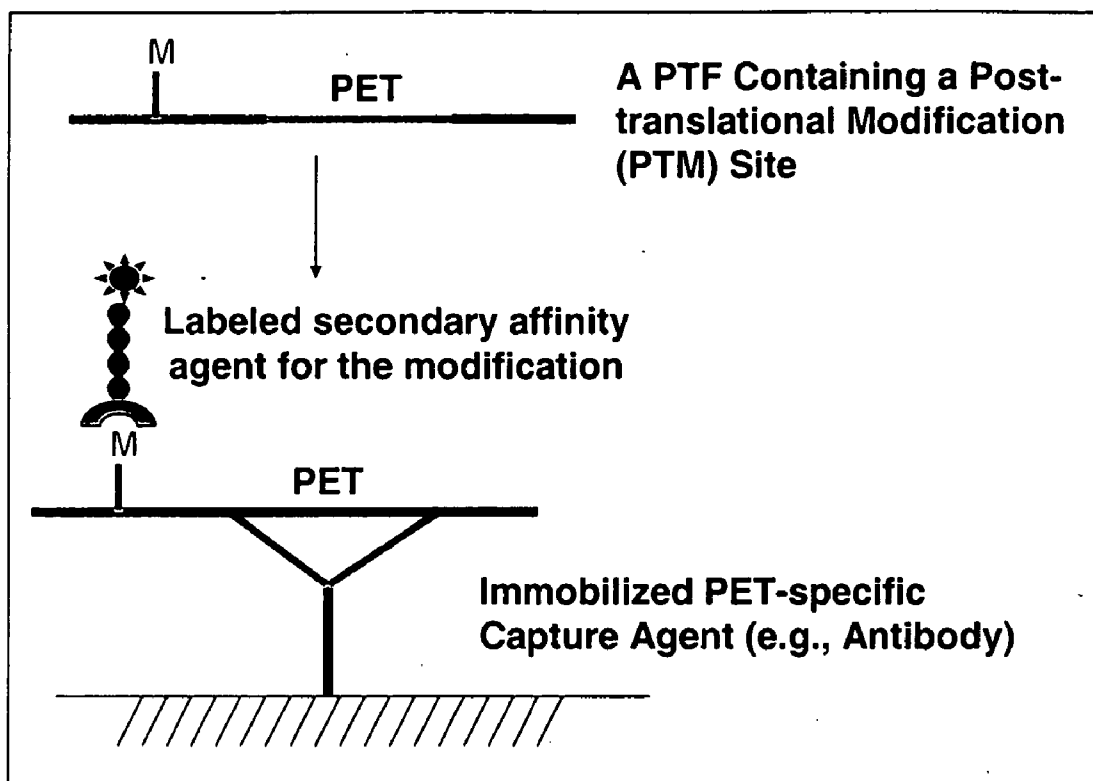 M
PET
A PTF Containing a Post-
translational Modification
(PTM) Site
Labeled secondary affinity
agent for the modification
M
PET
Immobilized PET-specific
Capture Agent (e.g., Antibody)